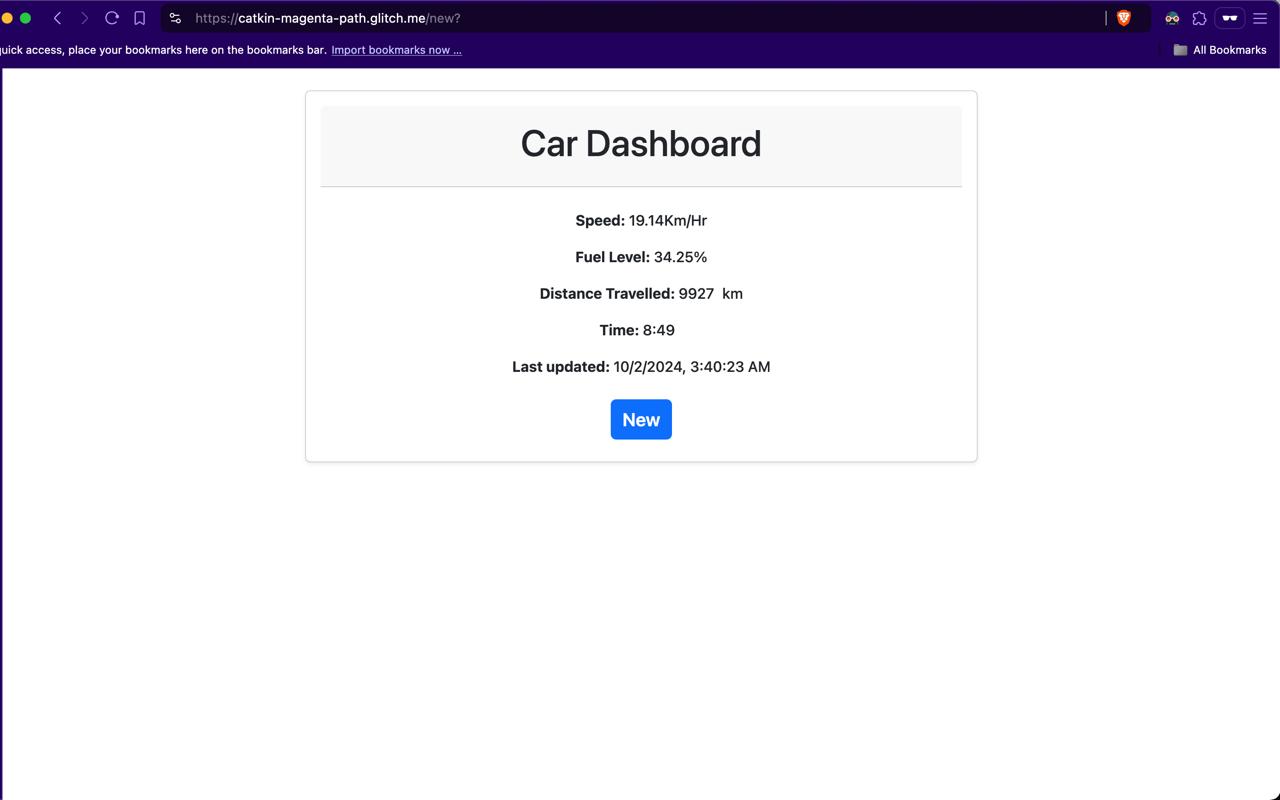 https://catkin-magenta-path.glitch.me/new?
quick access, place your bookmarks here on the bookmarks bar. Import bookmarks now ...
All Bookmarks
Car Dashboard
Speed: 19.14Km/Hr
Fuel Level: 34.25%
Distance Travelled: 9927 km
Time: 8:49
Last updated: 10/2/2024, 3:40:23 AM
New